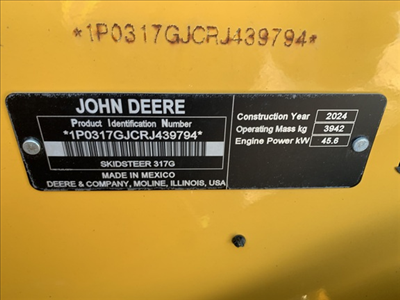 *1P0317GJCRJ439794*
JOHN DEERE
Product Identification Number
*1P0317GJCRJ439794*
SKIDSTEER 317G
MADE IN MEXICO
DEERE & COMPANY, MOLINE, ILLINOIS, USA
Construction Year 2024
Operating Mass kg 3942
Engine Power kW 45.6